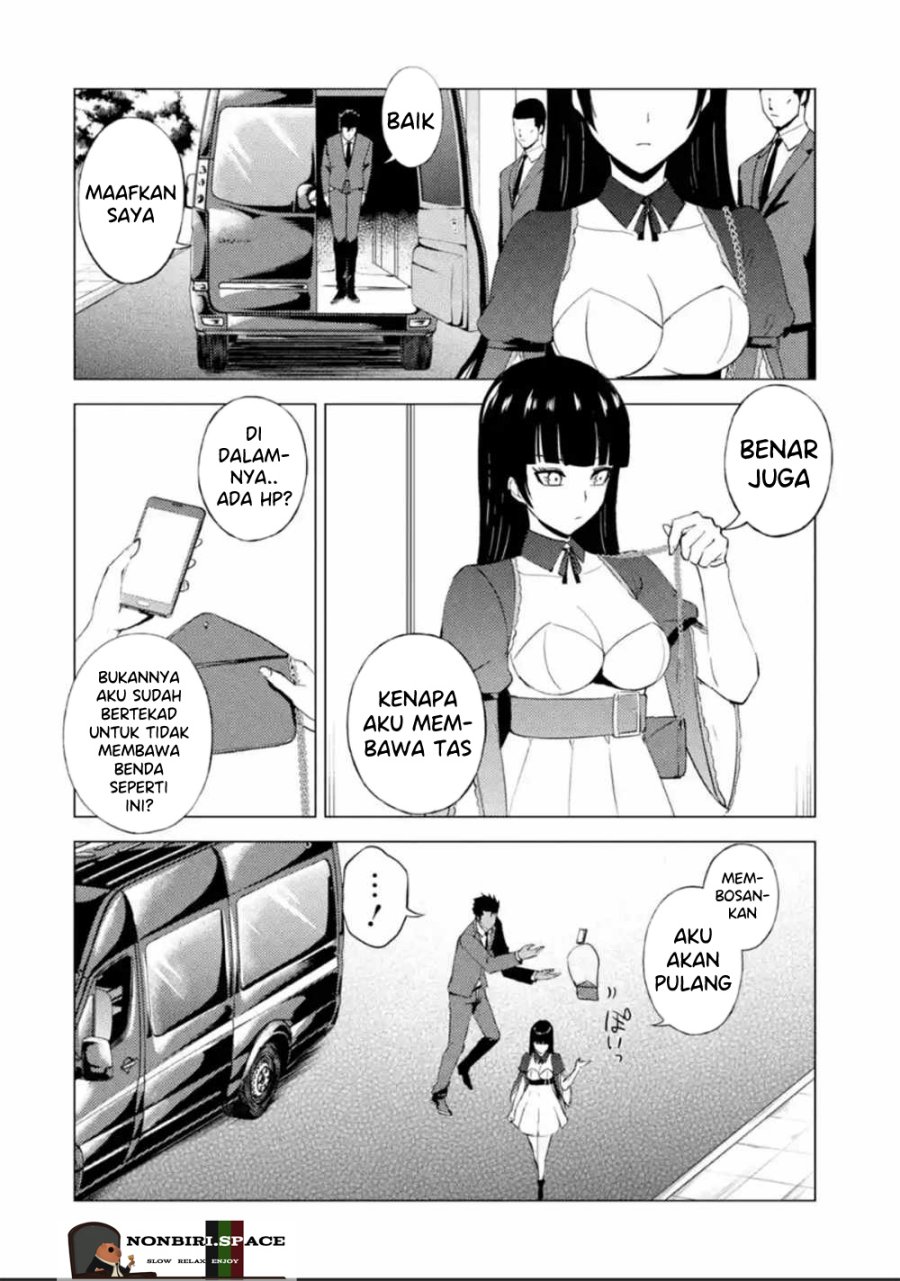 BAIK
MAAFKAN
SAYA
BENAR
JUGA
KENAPA
AKU MEM-
BAWA TAS
DI
DALAM-
NYA..
ADA HP?
BUKANNYA
AKU SUDAH
BERTEKAD
UNTUK TIDAK
MEMBAWA
BENDA
SEPERTI
INI?
MEM-
BOSAN-
KAN
AKU
AKAN
PULANG
...!
NONBIRI.SPACE
SLOW RELAX ENJOY